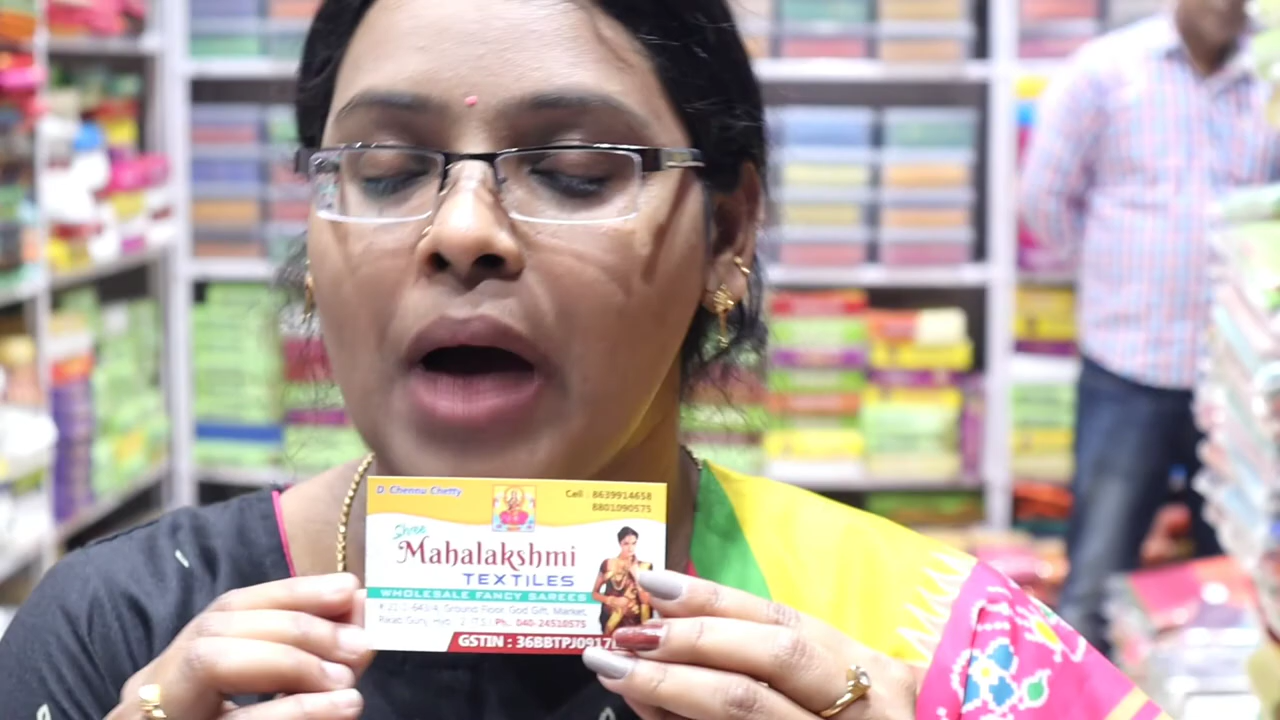 D. Chennu Chetty
Cell : 8639914658
8801090575
Shree
Mahalakshmi
TEXTILES
WHOLESALE FANCY SAREES
Ground Floor, God Gift, Market,
Ph. 040-24510575
GSTIN : 36BBTPJ0917